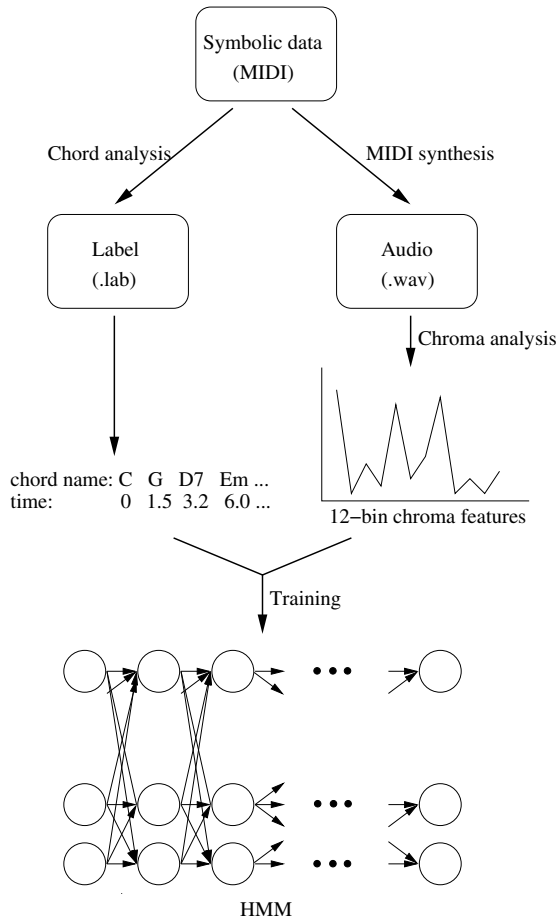 Symbolic data
(MIDI)
Chord analysis
MIDI synthesis
Label
(.lab)
Audio
(.wav)
Chroma analysis
chord name: C G D7 Em ...
time: 0 1.5 3.2 6.0 ...
12−bin chroma features
Training
HMM